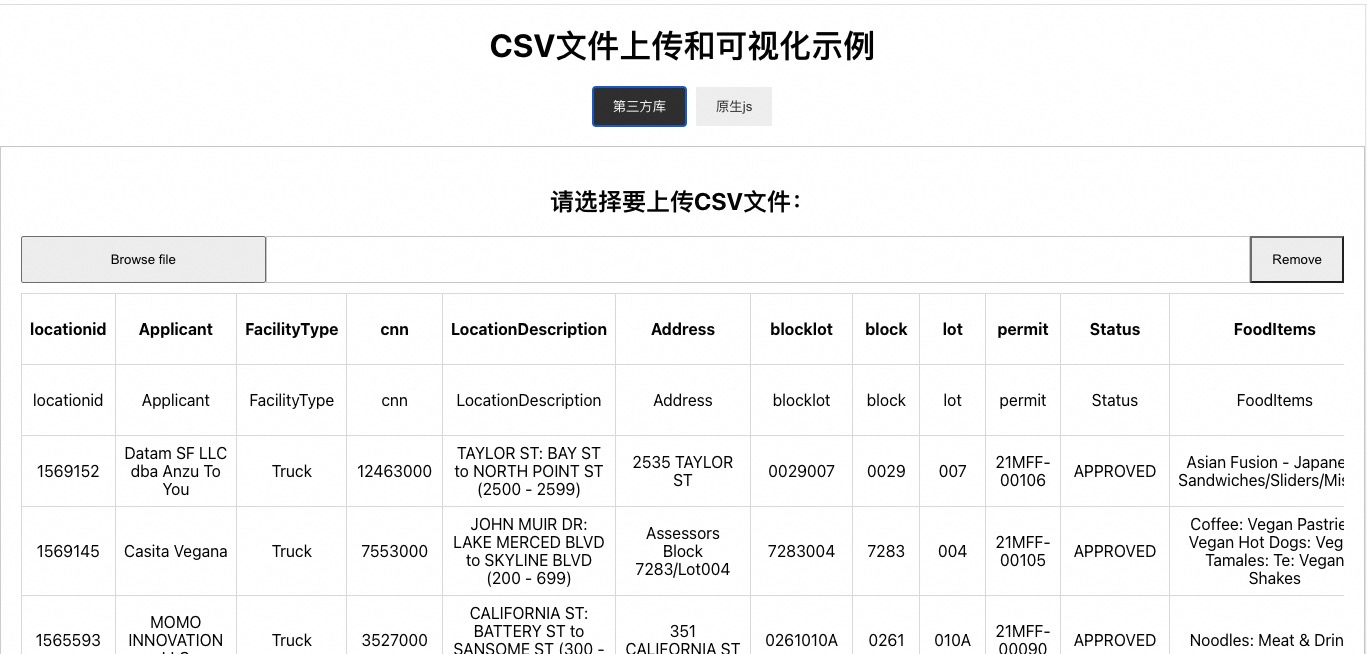 CSV文件上传和可视化示例
第三方库 原生js
请选择要上传CSV文件：
Browse file Remove
locationid Applicant FacilityType cnn LocationDescription Address blocklot block lot permit Status FoodItems
locationid Applicant FacilityType cnn LocationDescription Address blocklot block lot permit Status FoodItems
1569152
Datam SF LLC
dba Anzu To
You
Truck
12463000
TAYLOR ST: BAY ST
to NORTH POINT ST
(2500 - 2599)
2535 TAYLOR
ST
0029007
0029
007
21MFF-
00106
APPROVED
Asian Fusion - Japane
Sandwiches/Sliders/Mis
1569145
Casita Vegana
Truck
7553000
JOHN MUIR DR:
LAKE MERCED BLVD
to SKYLINE BLVD
(200 - 699)
Assessors
Block
7283/Lot004
7283004
7283
004
21MFF-
00105
APPROVED
Coffee: Vegan Pastrie
Vegan Hot Dogs: Veg
Tamales: Te: Vegan
Shakes
1565593
MOMO
INNOVATION
Truck
3527000
CALIFORNIA ST:
BATTERY ST to
SANSOME ST (300 -
351
CALIFORNIA ST
0261010A
0261
010A
21MFF-
00090
APPROVED
Noodles: Meat & Drin